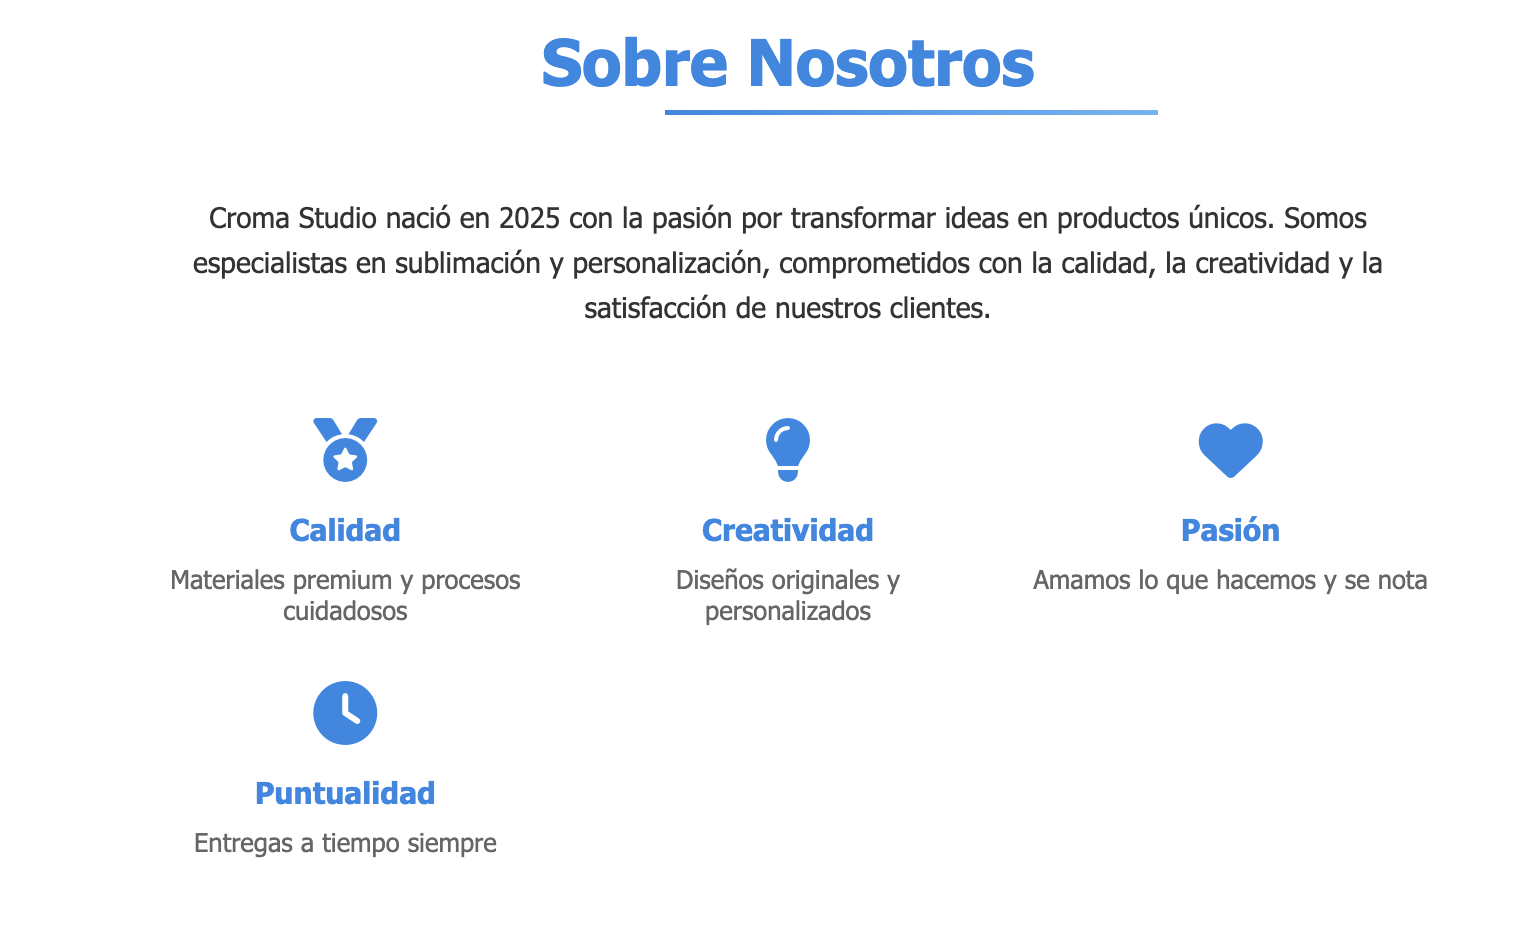 Sobre Nosotros
Croma Studio nació en 2025 con la pasión por transformar ideas en productos únicos. Somos
especialistas en sublimación y personalización, comprometidos con la calidad, la creatividad y la
satisfacción de nuestros clientes.
Calidad
Materiales premium y procesos
cuidadosos
Creatividad
Diseños originales y
personalizados
Pasión
Amamos lo que hacemos y se nota
Puntualidad
Entregas a tiempo siempre